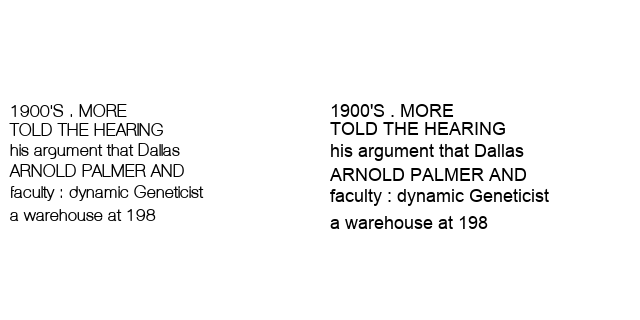 1900'S . MORE
TOLD THE HEARING
his argument that Dallas
ARNOLD PALMER AND
faculty : dynamic Geneticist
a warehouse at 198
1900'S . MORE
TOLD THE HEARING
his argument that Dallas
ARNOLD PALMER AND
faculty : dynamic Geneticist
a warehouse at 198